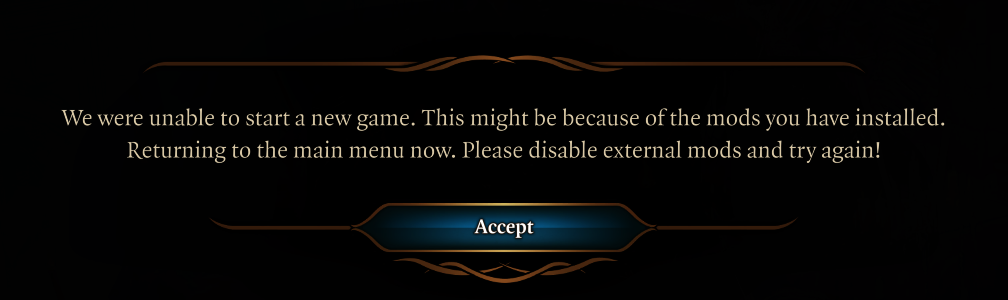 We were unable to start a new game. This might be because of the mods you have installed.
Returning to the main menu now. Please disable external mods and try again!
Accept